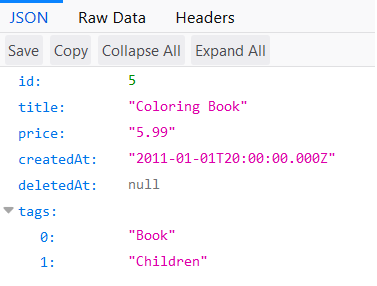 JSON Raw Data Headers
Save Copy Collapse All Expand All
id: 5
title: "Coloring Book"
price: "5.99"
createdAt: "2011-01-01T20:00:00.000Z"
deletedAt: null
tags:
0: "Book"
1: "Children"